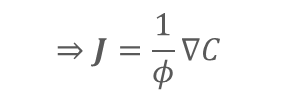 ⇒ J = 1/ϕ ∇C